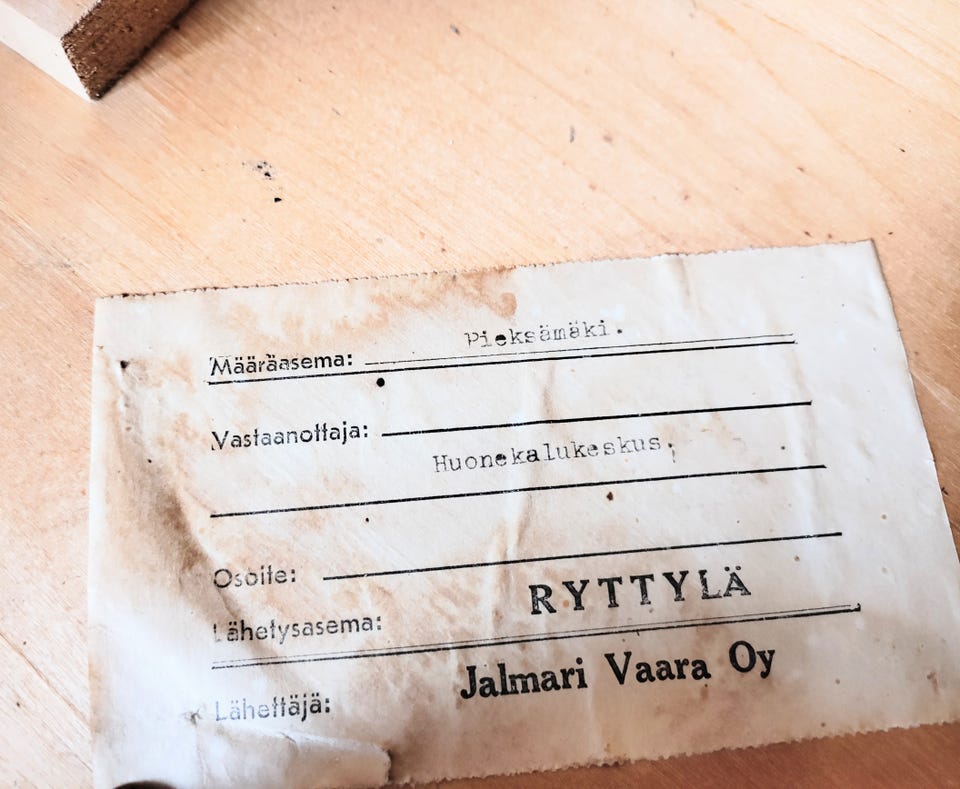 Määräasema: Pieksämäki.
Vastaanottaja:
Huonekalukeskus.
Osoite:
Lähetysasema: RYTTYLÄ
Lähettäjä: Jalmari Vaara Oy